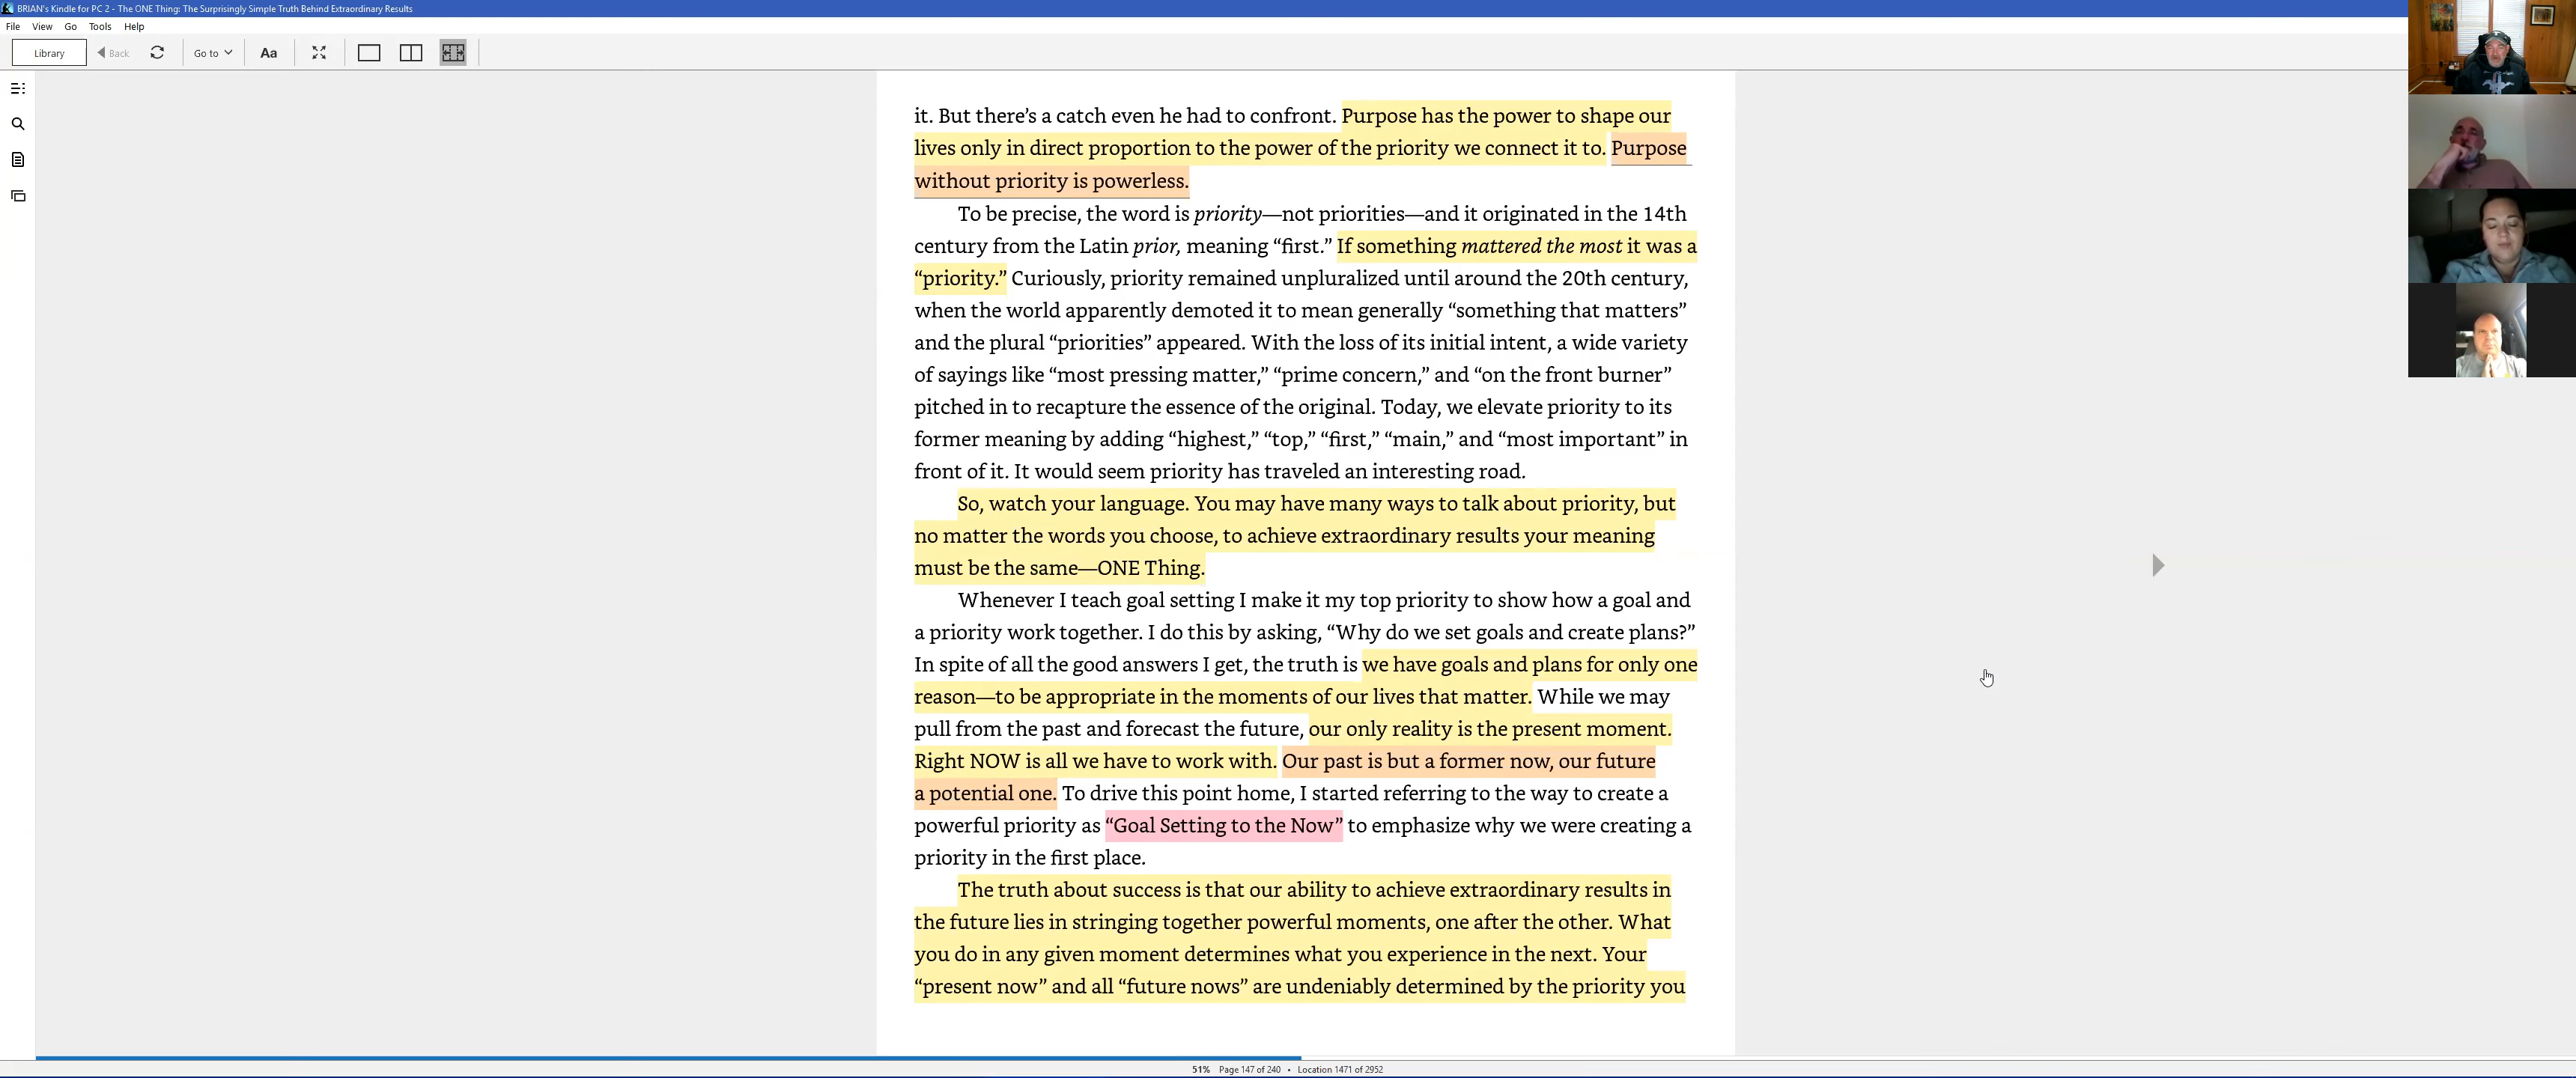 BRIAN's Kindle for PC 2 - The ONE Thing: The Surprisingly Simple Truth Behind Extraordinary Results
File View Go Tools Help
Library Back Go to Aa
it. But there’s a catch even he had to confront. Purpose has the power to shape our
lives only in direct proportion to the power of the priority we connect it to. Purpose
without priority is powerless.
To be precise, the word is priority—not priorities—and it originated in the 14th
century from the Latin prior, meaning “first.” If something mattered the most it was a
“priority.” Curiously, priority remained unpluralized until around the 20th century,
when the world apparently demoted it to mean generally “something that matters”
and the plural “priorities” appeared. With the loss of its initial intent, a wide variety
of sayings like “most pressing matter,” “prime concern,” and “on the front burner”
pitched in to recapture the essence of the original. Today, we elevate priority to its
former meaning by adding “highest,” “top,” “first,” “main,” and “most important” in
front of it. It would seem priority has traveled an interesting road.
So, watch your language. You may have many ways to talk about priority, but
no matter the words you choose, to achieve extraordinary results your meaning
must be the same—ONE Thing.
Whenever I teach goal setting I make it my top priority to show how a goal and
a priority work together. I do this by asking, “Why do we set goals and create plans?”
In spite of all the good answers I get, the truth is we have goals and plans for only one
reason—to be appropriate in the moments of our lives that matter. While we may
pull from the past and forecast the future, our only reality is the present moment.
Right NOW is all we have to work with. Our past is but a former now, our future
a potential one. To drive this point home, I started referring to the way to create a
powerful priority as “Goal Setting to the Now” to emphasize why we were creating a
priority in the first place.
The truth about success is that our ability to achieve extraordinary results in
the future lies in stringing together powerful moments, one after the other. What
you do in any given moment determines what you experience in the next. Your
“present now” and all “future nows” are undeniably determined by the priority you
51% Page 147 of 240 • Location 1471 of 2952